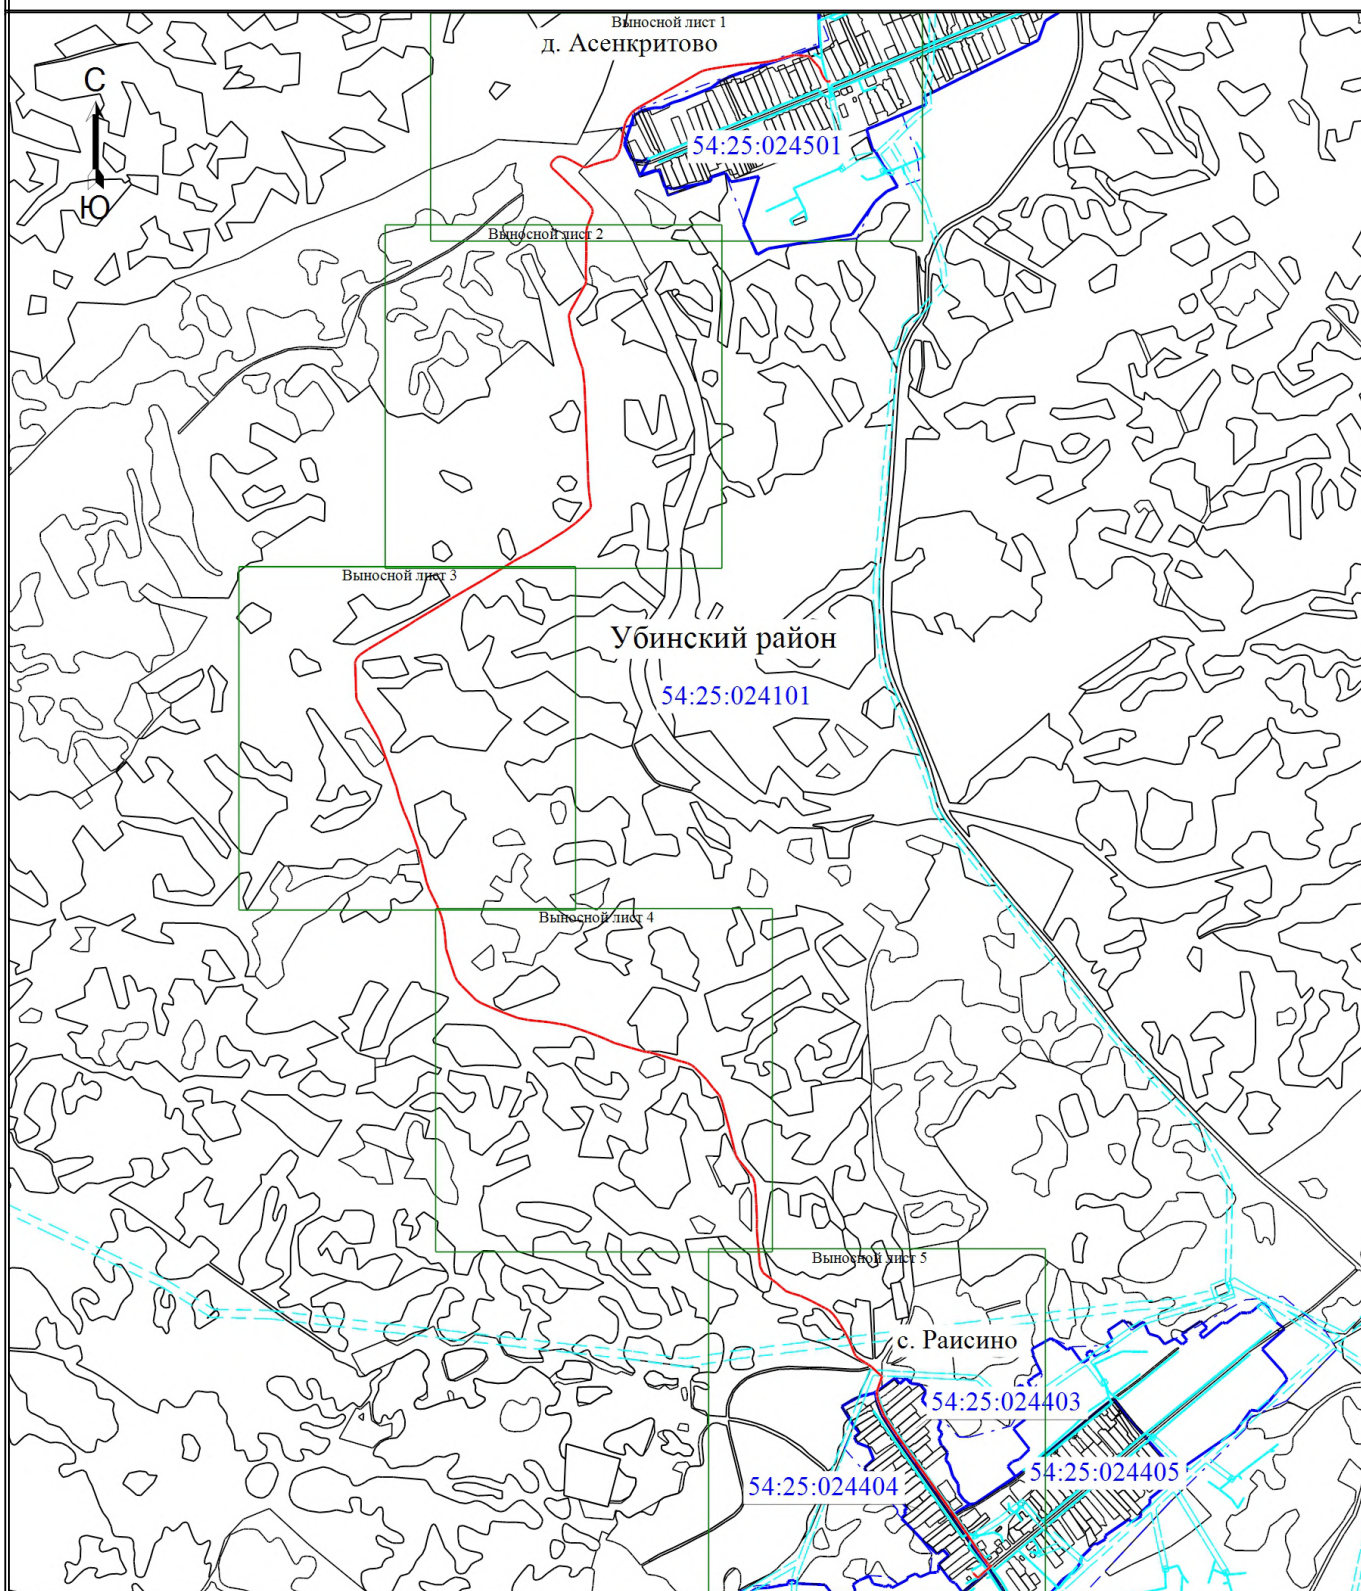 Выносной лист 1
д. Асенкритово
С
54:25:024501
Ю
Выносной лист 2
Выносной лист 3
Убинский район
54:25:024101
Выносной лист 4
Выносной лист 5
с. Раисино
54:25:024403
54:25:024405
54:25:024404